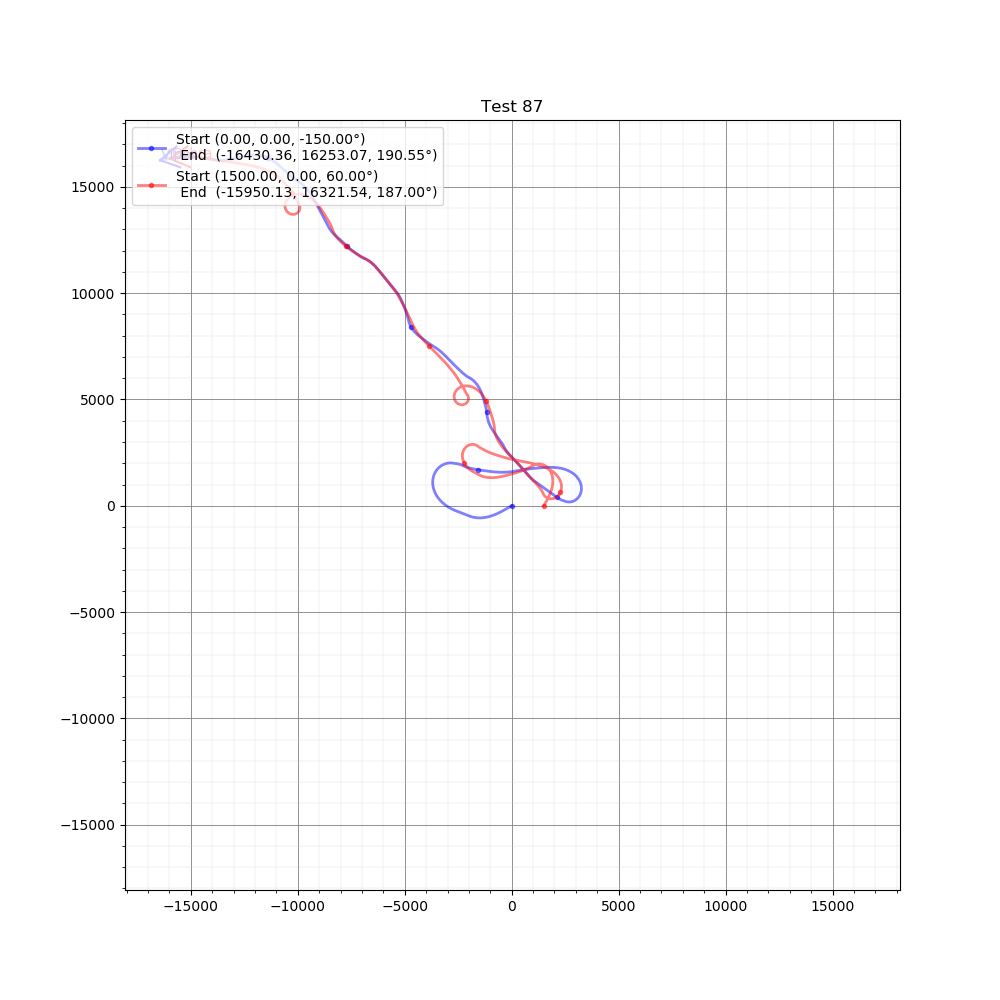 Test 87
Start (0.00, 0.00, -150.00°)
End (-16430.36, 16253.07, 190.55°)
Start (1500.00, 0.00, 60.00°)
End (-15950.13, 16321.54, 187.00°)
15000
10000
5000
0
−5000
−10000
−15000
−15000 −10000 −5000 0 5000 10000 15000